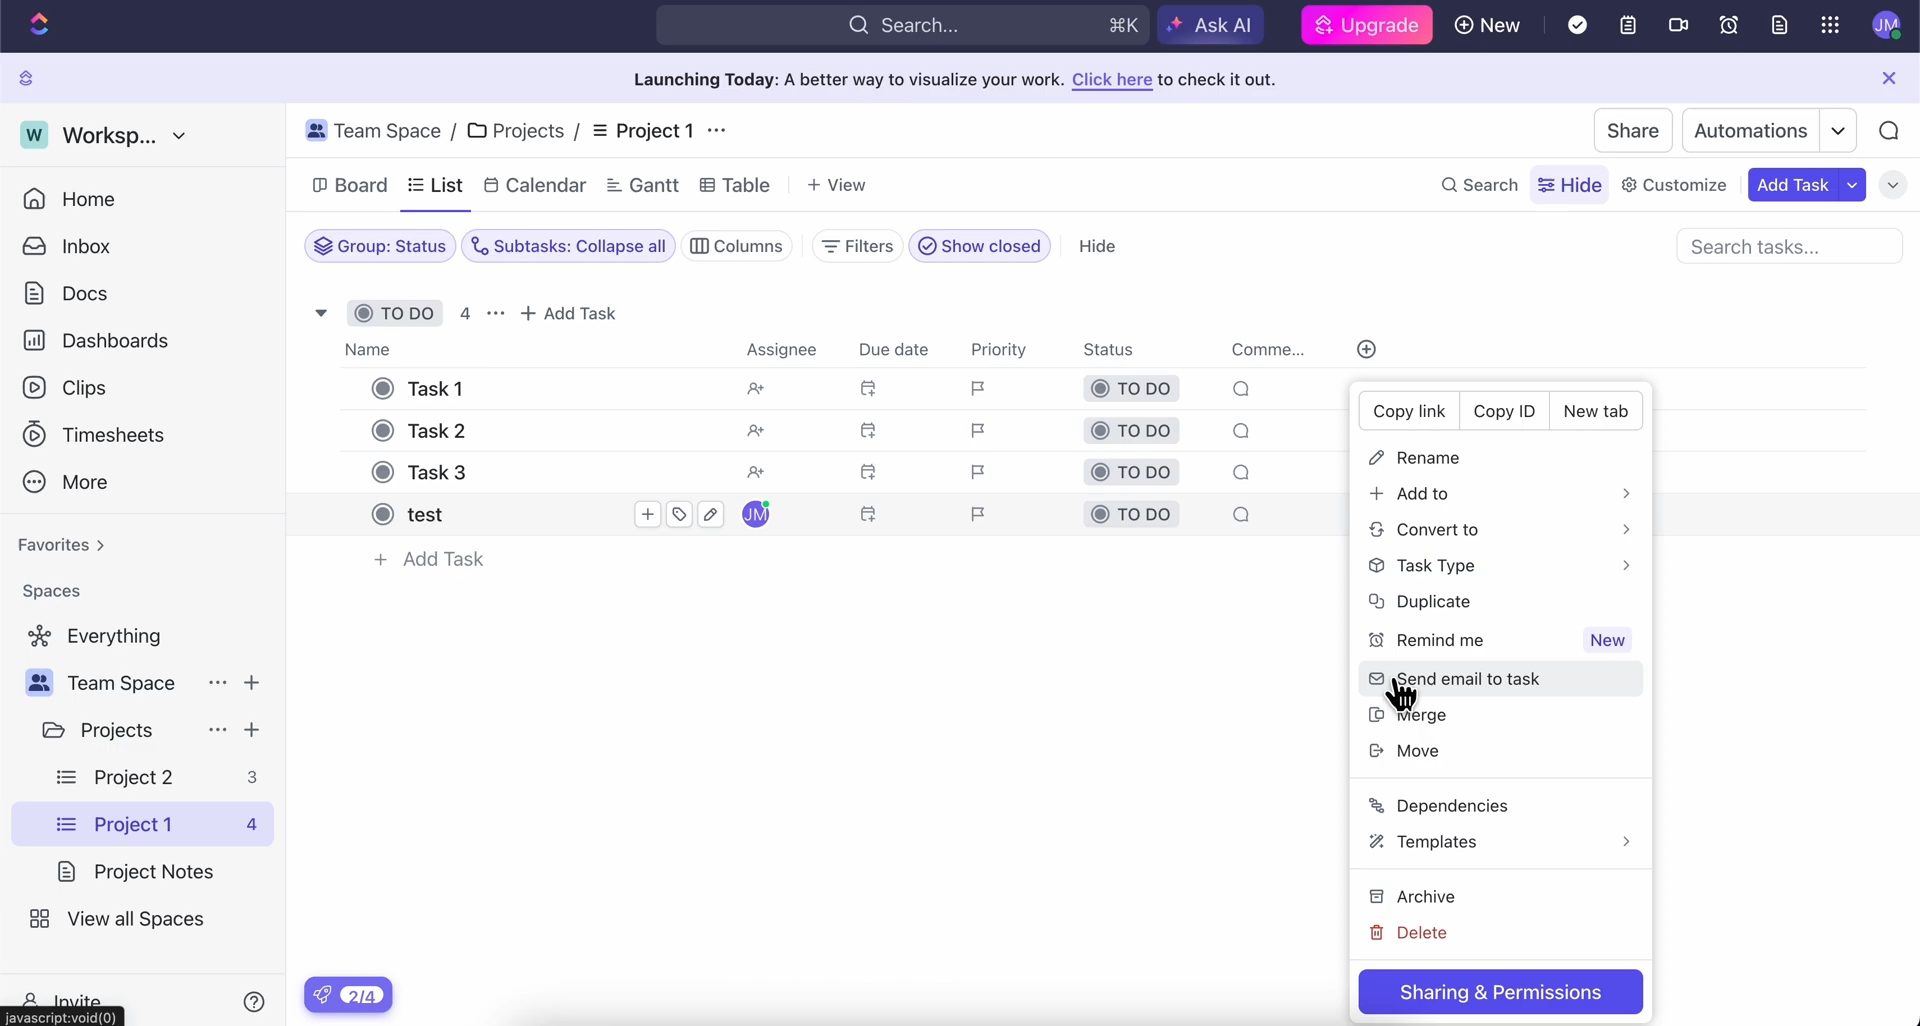 Search... ⌘K Ask AI Upgrade New JM
Launching Today: A better way to visualize your work. Click here to check it out.
W Worksp...
Team Space / Projects / Project 1 ...
Share Automations
Board List Calendar Gantt Table + View
Search Hide Customize Add Task
Group: Status Subtasks: Collapse all Columns Filters Show closed Hide
Search tasks...
Home
Inbox
Docs
Dashboards
Clips
Timesheets
More
Favorites >
Spaces
Everything
Team Space ... +
Projects ... +
Project 2 3
Project 1 4
Project Notes
View all Spaces
Invite
javascript:void(0)
TO DO 4 ... + Add Task
Name Assignee Due date Priority Status Comme...
Task 1 TO DO
Task 2 TO DO
Task 3 TO DO
test JM TO DO
+ Add Task
2/4
Copy link Copy ID New tab
Rename
Add to
Convert to
Task Type
Duplicate
Remind me New
Send email to task
Merge
Move
Dependencies
Templates
Archive
Delete
Sharing & Permissions